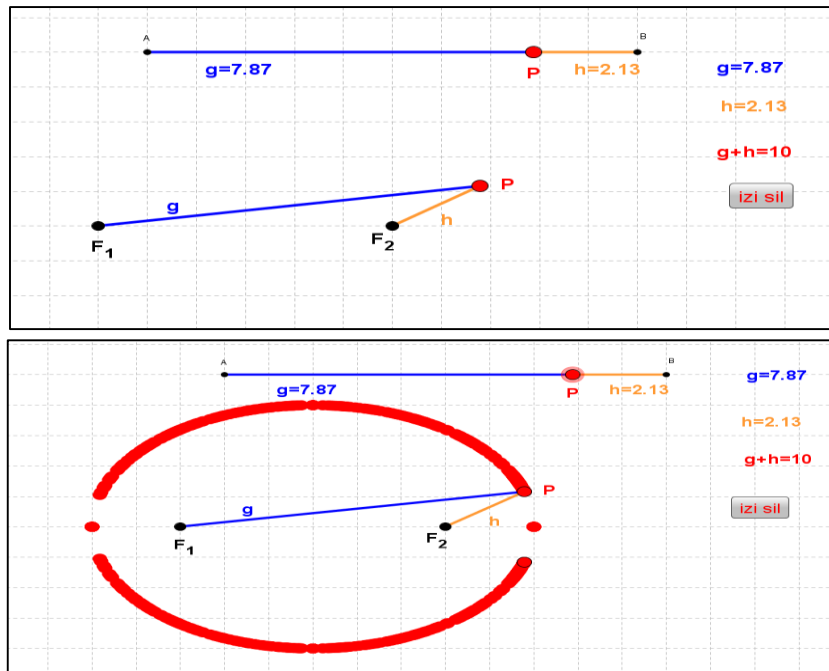 A B
g=7.87 P h=2.13 g=7.87
h=2.13
g+h=10
P
izi sil
g
h
F1 F2
A B
g=7.87 P h=2.13 g=7.87
h=2.13
g+h=10
P
izi sil
g
h
F1 F2